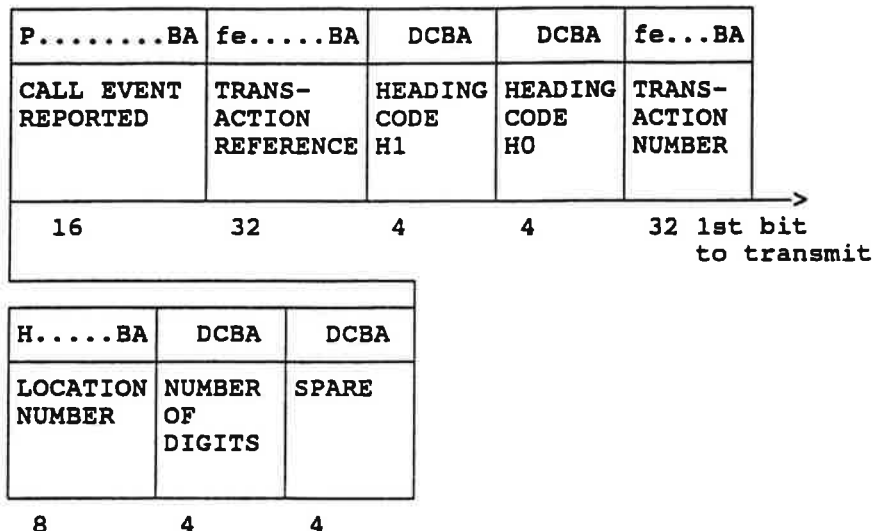 P........BA fe.....BA DCBA DCBA fe...BA
CALL EVENT TRANS- HEADING HEADING TRANS-
REPORTED ACTION CODE CODE ACTION
REFERENCE H1 H0 NUMBER
16 32 4 4 32 1st bit
to transmit
H.....BA DCBA DCBA
LOCATION NUMBER SPARE
NUMBER OF
DIGITS
8 4 4